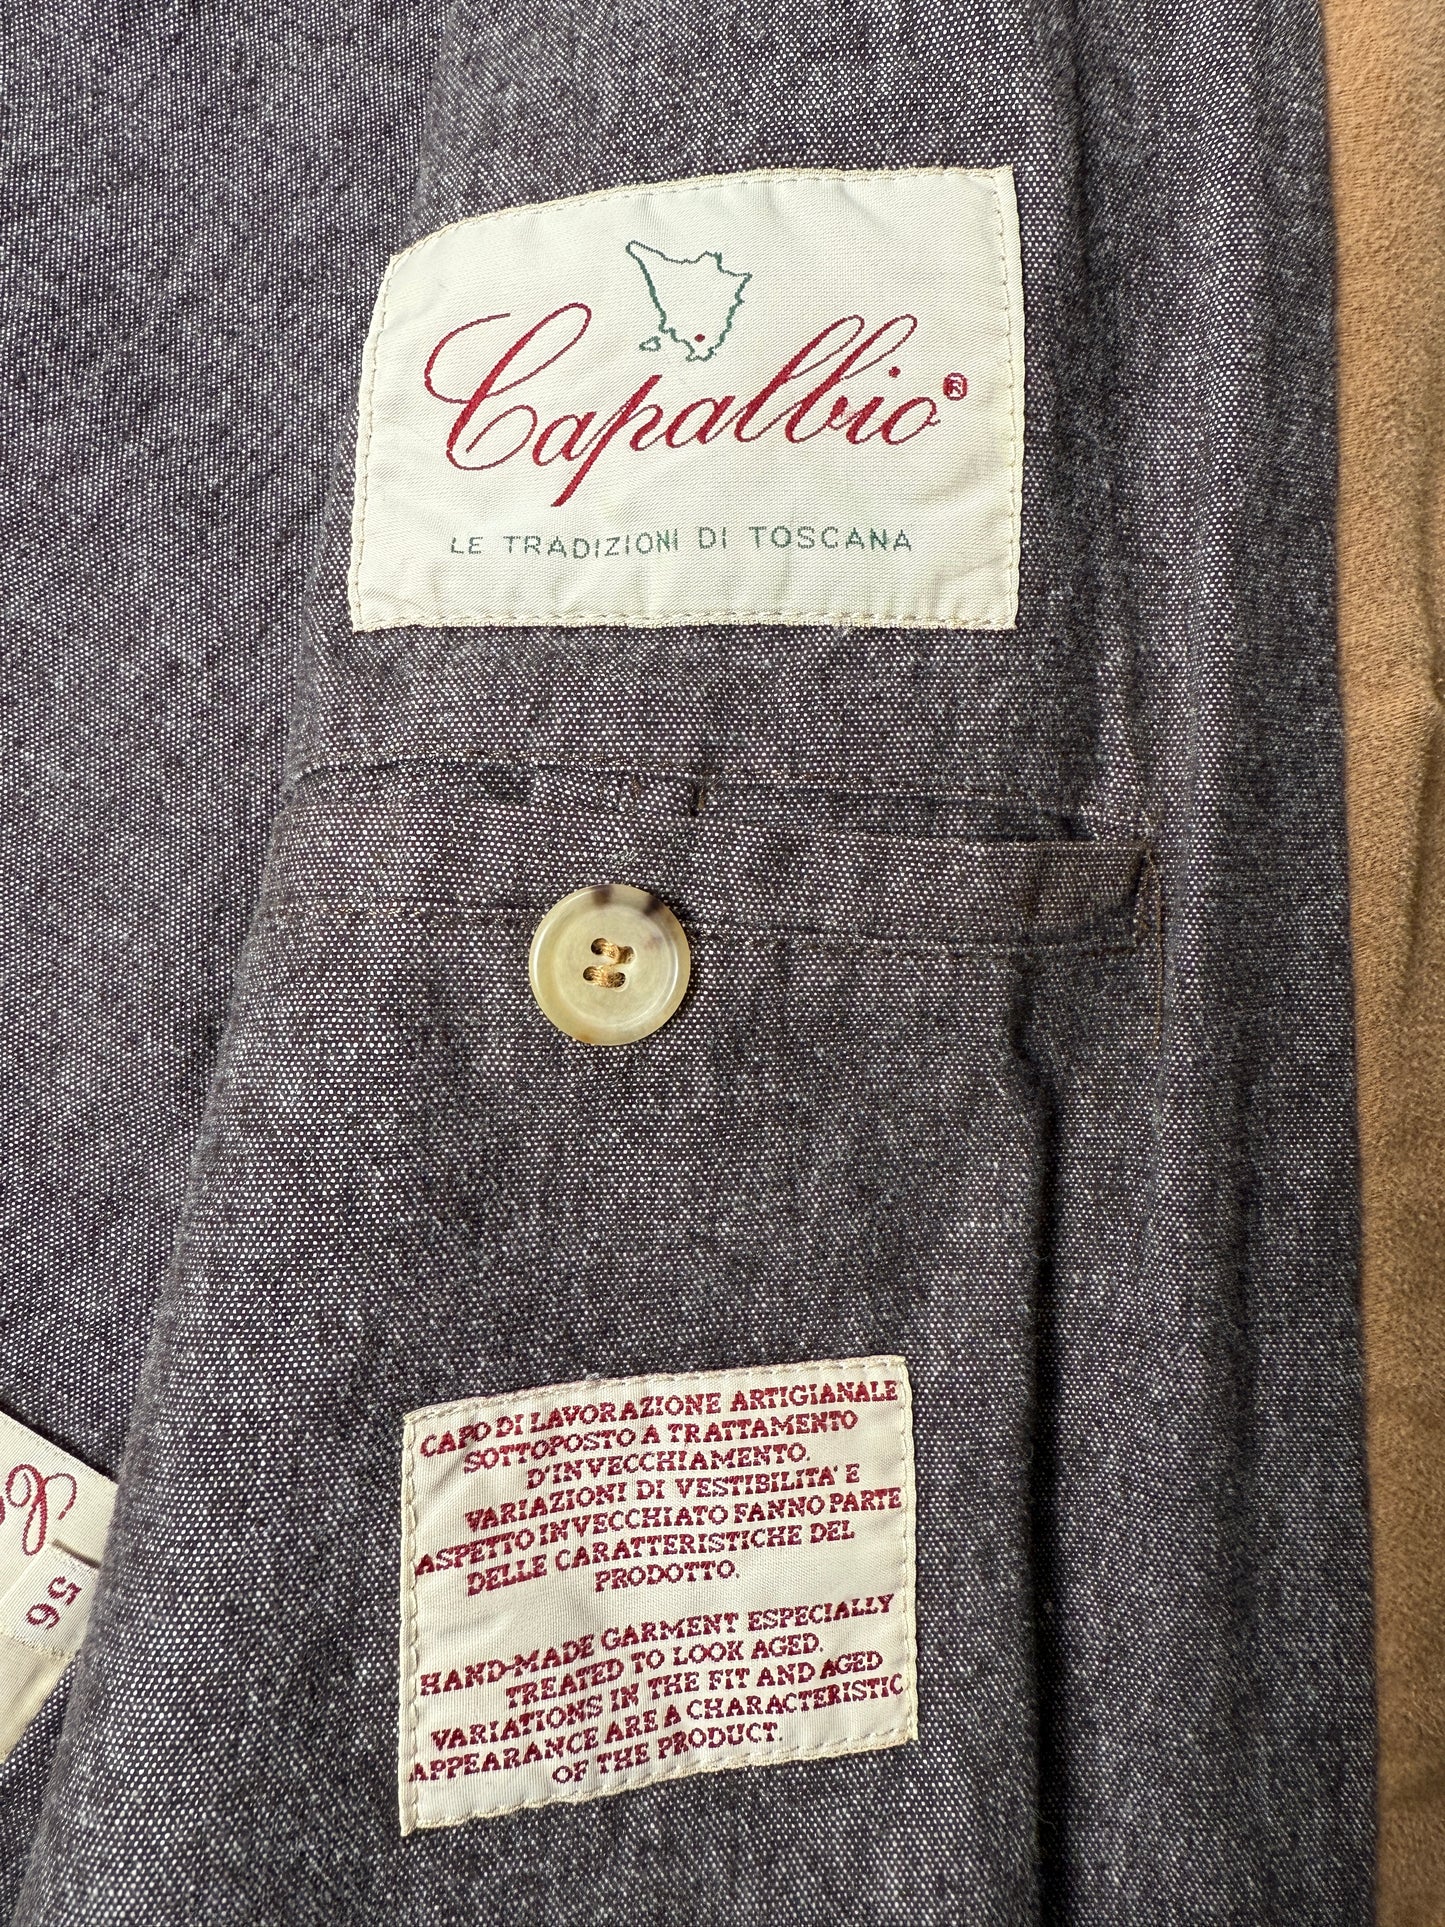 Capalbio®
LE TRADIZIONI DI TOSCANA
CAPO DI LAVORAZIONE ARTIGIANALE
SOTTOPOSTO A TRATTAMENTO
D'INVECCHIAMENTO.
VARIAZIONI DI VESTIBILITA' E
ASPETTO INVECCHIATO FANNO PARTE
DELLE CARATTERISTICHE DEL
PRODOTTO.
HAND-MADE GARMENT ESPECIALLY
TREATED TO LOOK AGED.
VARIATIONS IN THE FIT AND AGED
APPEARANCE ARE A CHARACTERISTIC
OF THE PRODUCT.
56